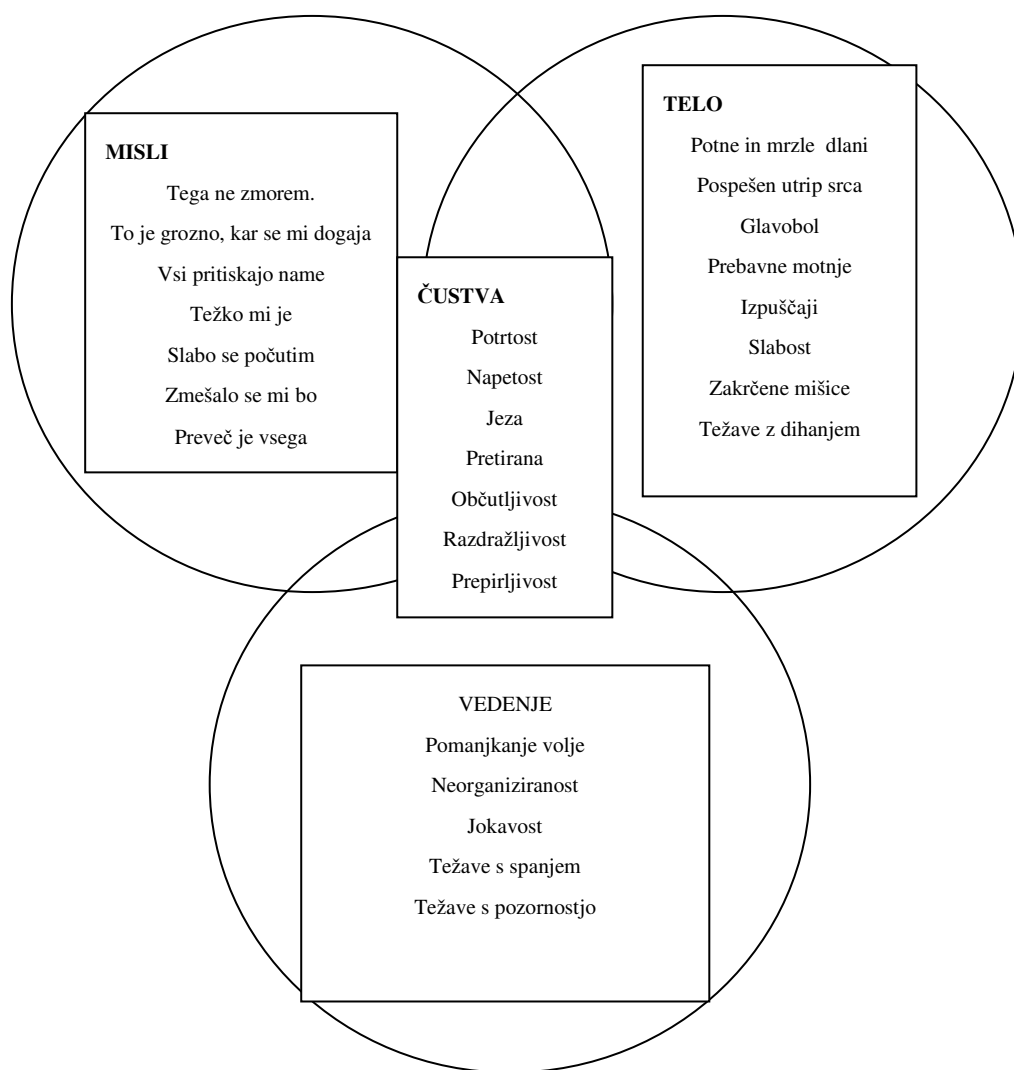 MISLI
Tega ne zmorem.
To je grozno, kar se mi dogaja
Vsi pritiskajo name
Težko mi je
Slabo se počutim
Zmešalo se mi bo
Preveč je vsega
TELO
Potne in mrzle dlani
Pospešen utrip srca
Glavobol
Prebavne motnje
Izpuščaji
Slabost
Zakrčene mišice
Težave z dihanjem
ČUSTVA
Potrtost
Napetost
Jeza
Pretirana
Občutljivost
Razdražljivost
Prepirljivost
VEDENJE
Pomanjkanje volje
Neorganiziranost
Jokavost
Težave s spanjem
Težave s pozornostjo